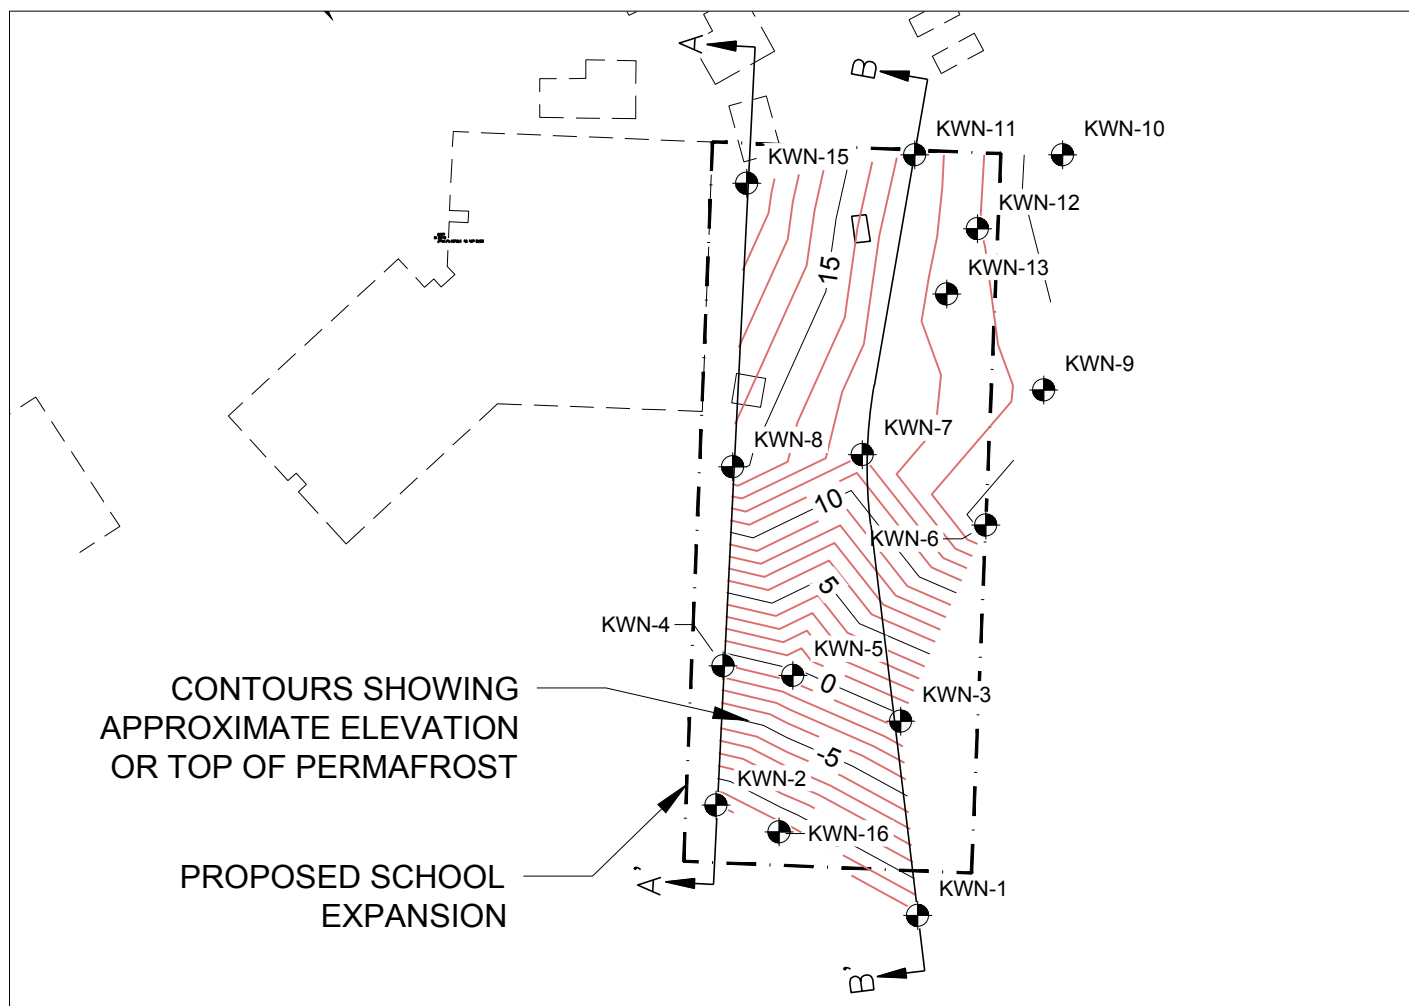 A
B
KWN-11
KWN-10
KWN-15
KWN-12
KWN-13
15
KWN-9
KWN-8
KWN-7
10
KWN-6
5
KWN-4
KWN-5
0
CONTOURS SHOWING
APPROXIMATE ELEVATION
OR TOP OF PERMAFROST
KWN-3
-5
KWN-2
KWN-16
PROPOSED SCHOOL
EXPANSION
A'
KWN-1
B'